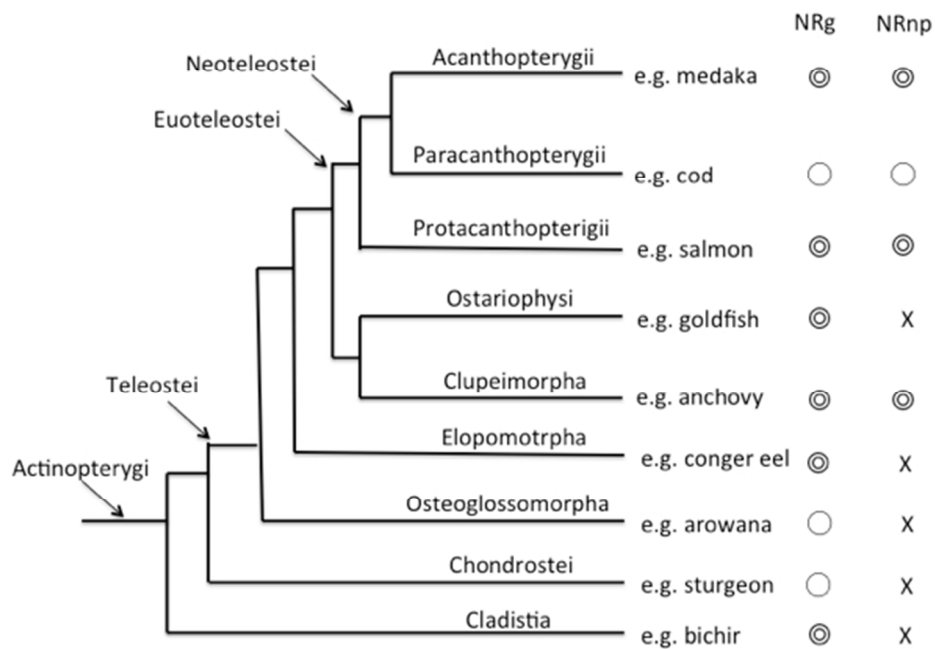 NRg NRnp
Neoteleostei
Acanthopterygii
e.g. medaka ◎ ◎
Euoteleostei
Paracanthopterygii
e.g. cod ○ ○
Protacanthopterigii
e.g. salmon ◎ ◎
Ostariophysi
e.g. goldfish ◎ X
Teleostei
Clupeimorpha
e.g. anchovy ◎ ◎
Actinopterygi
Elopomotrpha
e.g. conger eel ◎ X
Osteoglossomorpha
e.g. arowana ○ X
Chondrostei
e.g. sturgeon ○ X
Cladistia
e.g. bichir ◎ X